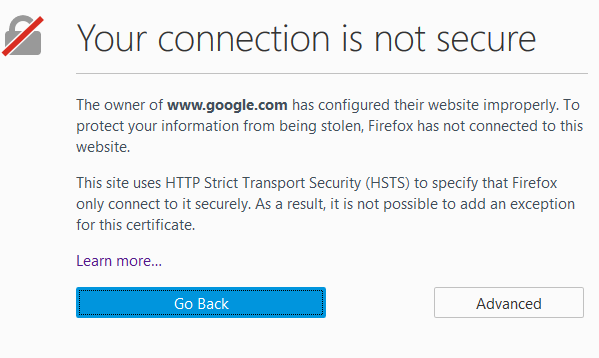 Your connection is not secure
The owner of www.google.com has configured their website improperly. To
protect your information from being stolen, Firefox has not connected to this
website.
This site uses HTTP Strict Transport Security (HSTS) to specify that Firefox
only connect to it securely. As a result, it is not possible to add an exception
for this certificate.
Learn more...
Go Back
Advanced